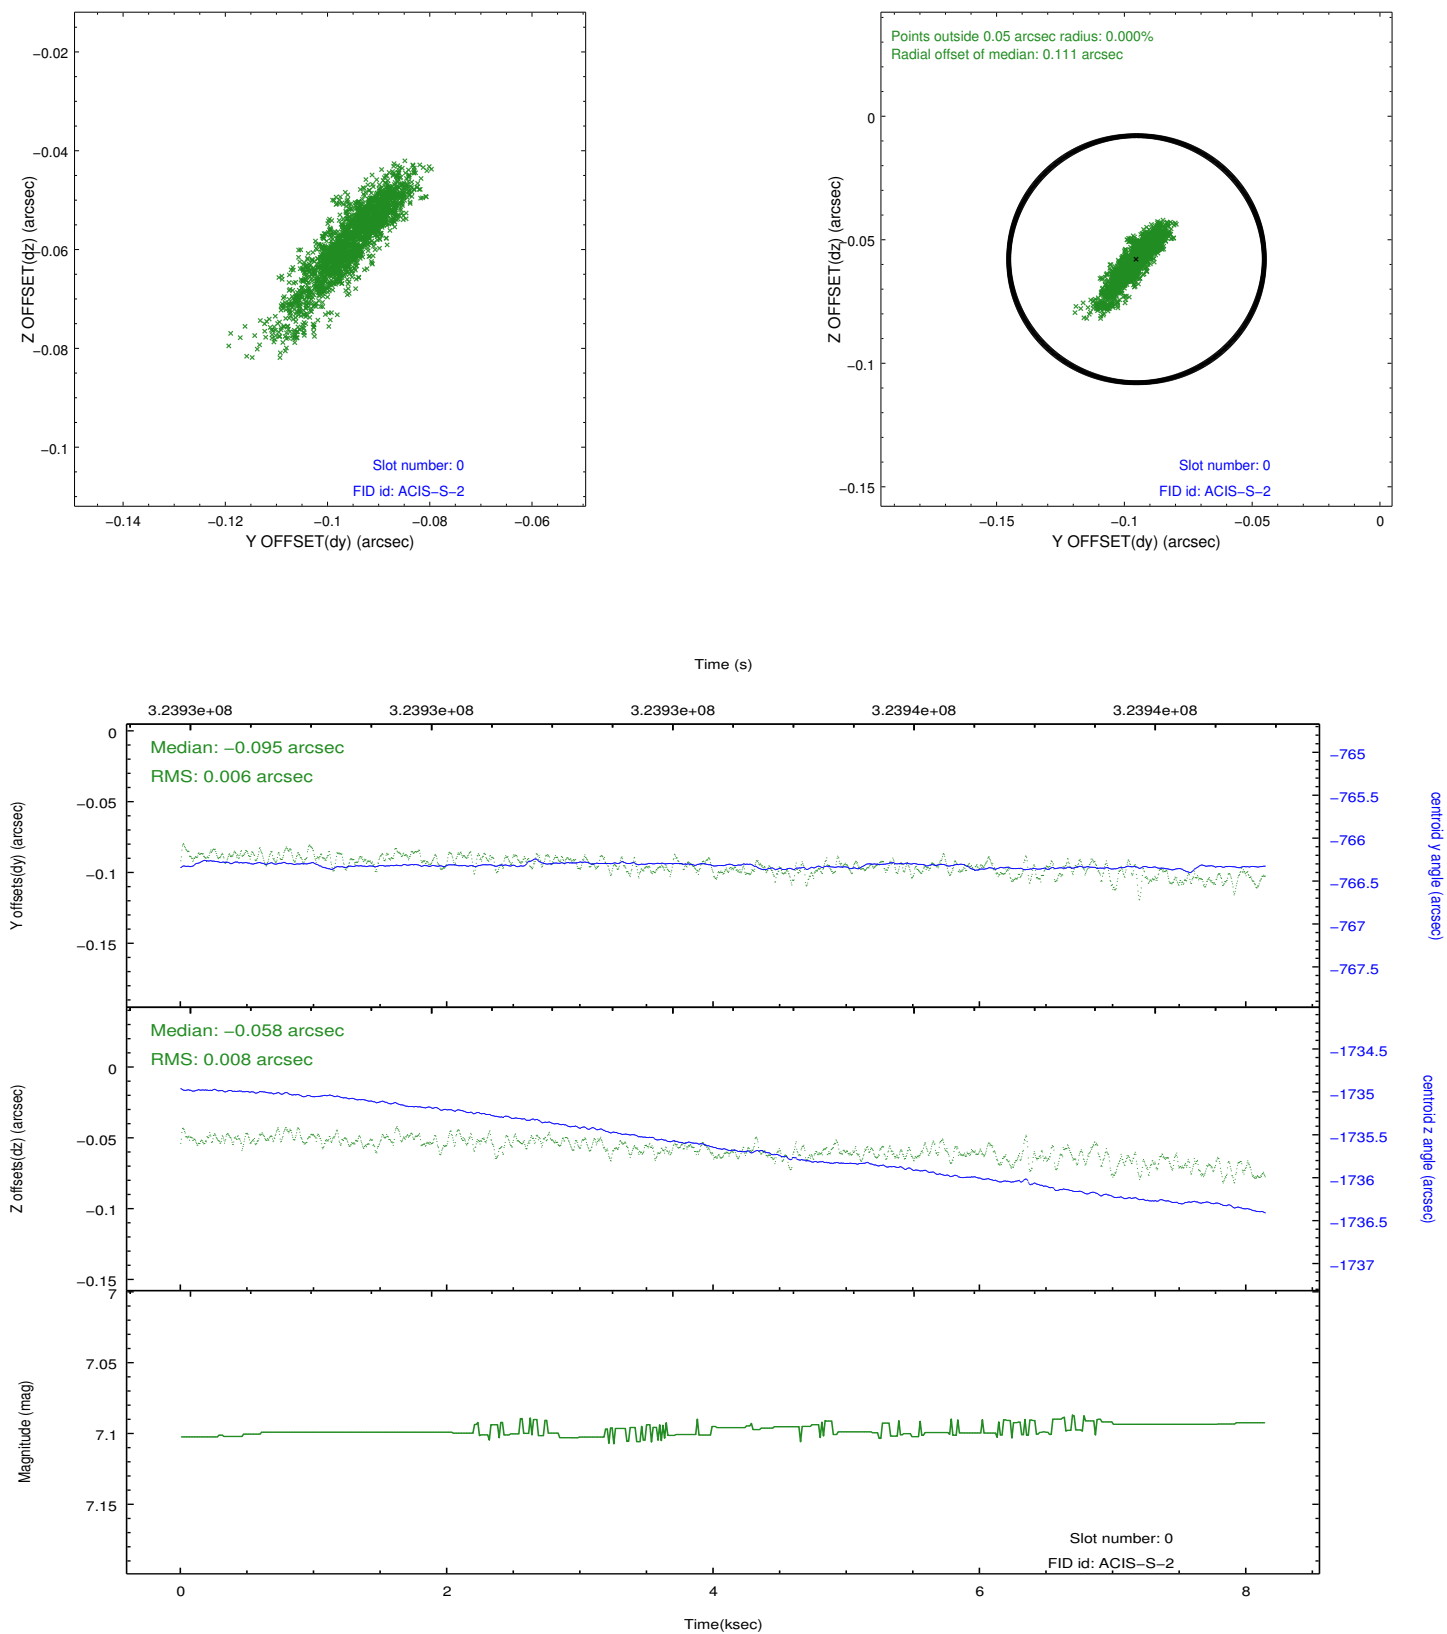 −0.02
−0.04
−0.06
−0.08
−0.1
Z OFFSET(dz) (arcsec)
Slot number: 0
FID id: ACIS−S−2
−0.14
−0.12
−0.1
−0.08
−0.06
Y OFFSET(dy) (arcsec)
Points outside 0.05 arcsec radius: 0.000%
Radial offset of median: 0.111 arcsec
0
−0.05
−0.1
−0.15
Z OFFSET(dz) (arcsec)
Slot number: 0
FID id: ACIS−S−2
−0.15
−0.1
−0.05
0
Y OFFSET(dy) (arcsec)
Time (s)
3.2393e+08
3.2393e+08
3.2393e+08
3.2394e+08
3.2394e+08
Median: −0.095 arcsec
RMS: 0.006 arcsec
0
−0.05
−0.1
−0.15
Y offsets(dy) (arcsec)
−765
−765.5
−766
−766.5
−767
−767.5
centroid y angle (arcsec)
Median: −0.058 arcsec
RMS: 0.008 arcsec
0
−0.05
−0.1
−0.15
Z offsets(dz) (arcsec)
−1734.5
−1735
−1735.5
−1736
−1736.5
−1737
centroid z angle (arcsec)
7
7.05
7.1
7.15
Magnitude (mag)
Slot number: 0
FID id: ACIS−S−2
0
2
4
6
8
Time(ksec)